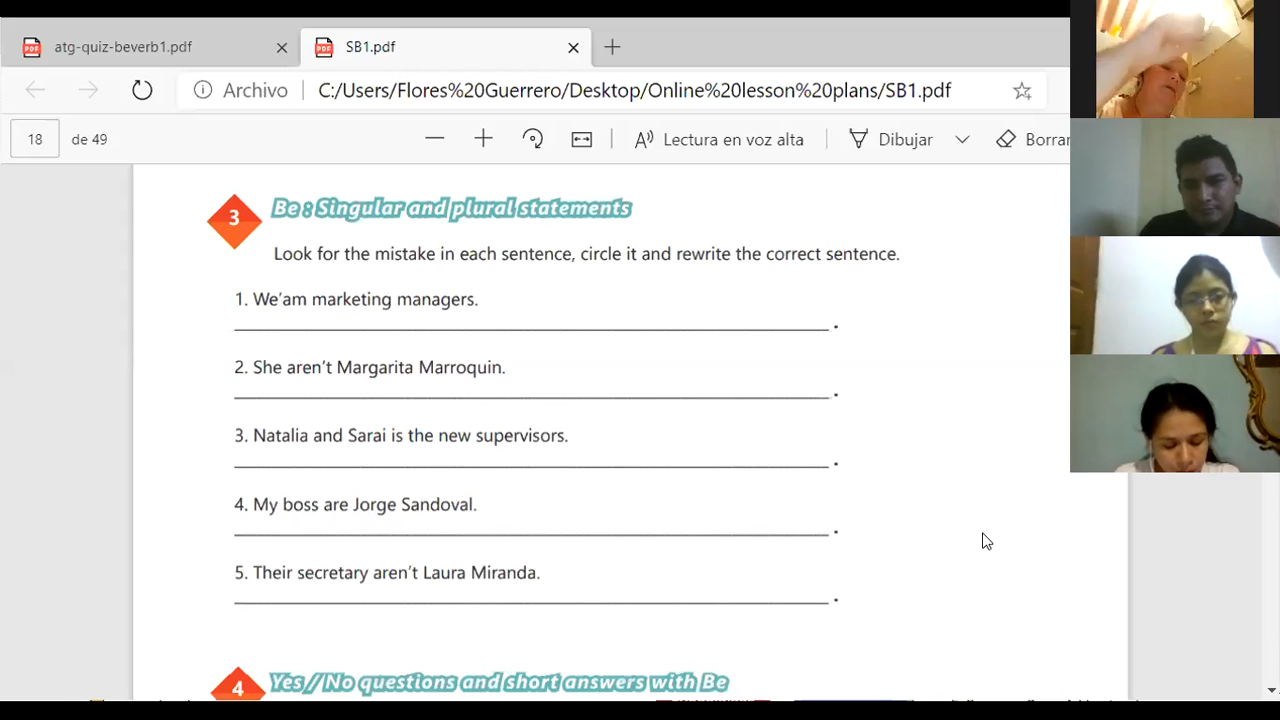 atg-quiz-beverb1.pdf
SB1.pdf
Archivo
C:/Users/Flores%20Guerrero/Desktop/Online%20lesson%20plans/SB1.pdf
18 de 49
Lectura en voz alta
Dibujar
Borrar
3 Be : Singular and plural statements
Look for the mistake in each sentence, circle it and rewrite the correct sentence.
1. We'am marketing managers.
2. She aren't Margarita Marroquin.
3. Natalia and Sarai is the new supervisors.
4. My boss are Jorge Sandoval.
5. Their secretary aren't Laura Miranda.
4 Yes / No questions and short answers with Be